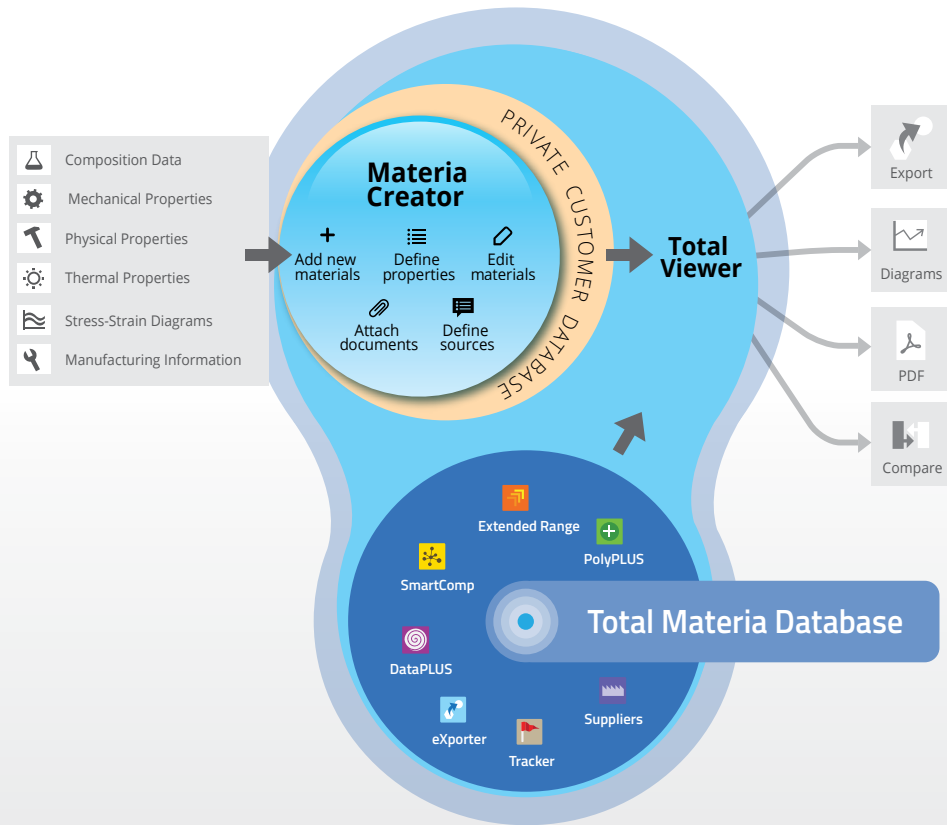 Composition Data
Mechanical Properties
Physical Properties
Thermal Properties
Stress-Strain Diagrams
Manufacturing Information
Materia
Creator
Add new
materials
Define
properties
Edit
materials
Attach
documents
Define
sources
PRIVATE CUSTOMER DATABASE
Total
Viewer
Export
Diagrams
PDF
Compare
Extended Range
PolyPLUS
SmartComp
Total Materia Database
DataPLUS
Suppliers
eXporter
Tracker